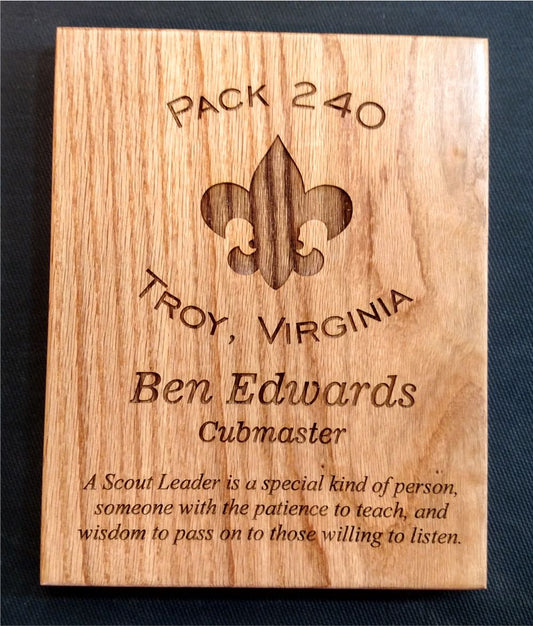 PACK 240
TROY, VIRGINIA
Ben Edwards
Cubmaster
A Scout Leader is a special kind of person,
someone with the patience to teach, and
wisdom to pass on to those willing to listen.